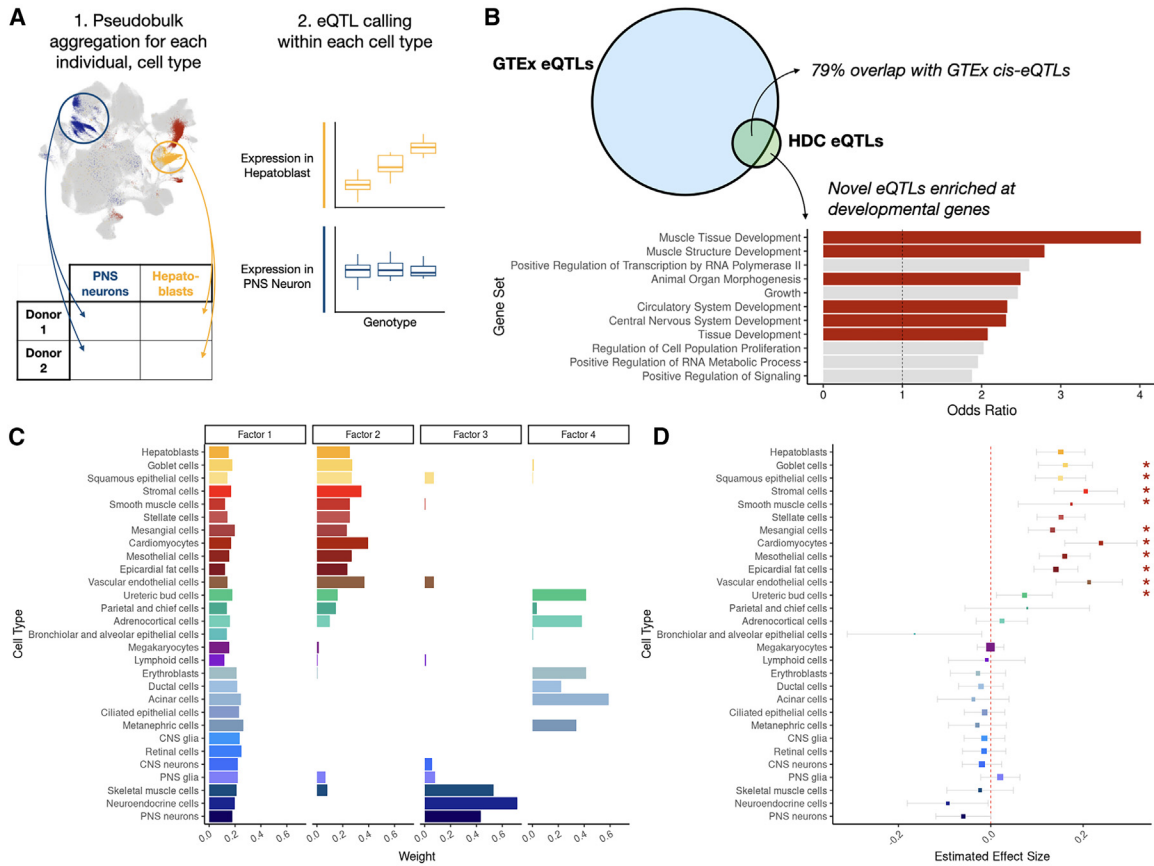 A
1. Pseudobulk
aggregation for each
individual, cell type
2. eQTL calling
within each cell type
Expression in
Hepatoblast
Expression in
PNS Neuron
Genotype
PNS
neurons
Hepato-
blasts
Donor
1
Donor
2
B
GTEx eQTLs
79% overlap with GTEx cis-eQTLs
HDC eQTLs
Novel eQTLs enriched at
developmental genes
Gene Set
Muscle Tissue Development
Muscle Structure Development
Positive Regulation of Transcription by RNA Polymerase II
Animal Organ Morphogenesis
Growth
Circulatory System Development
Central Nervous System Development
Tissue Development
Regulation of Cell Population Proliferation
Positive Regulation of RNA Metabolic Process
Positive Regulation of Signaling
0 1 2 3 4
Odds Ratio
C
Factor 1 Factor 2 Factor 3 Factor 4
Cell Type
Hepatoblasts
Goblet cells
Squamous epithelial cells
Stromal cells
Smooth muscle cells
Stellate cells
Mesangial cells
Cardiomyocytes
Mesothelial cells
Epicardial fat cells
Vascular endothelial cells
Ureteric bud cells
Parietal and chief cells
Adrenocortical cells
Bronchiolar and alveolar epithelial cells
Megakaryocytes
Lymphoid cells
Erythroblasts
Ductal cells
Acinar cells
Ciliated epithelial cells
Metanephric cells
CNS glia
Retinal cells
CNS neurons
PNS glia
Skeletal muscle cells
Neuroendocrine cells
PNS neurons
0.0 0.2 0.4 0.6 0.0 0.2 0.4 0.6 0.0 0.2 0.4 0.6 0.0 0.2 0.4 0.6
Weight
D
Cell Type
Hepatoblasts
Goblet cells *
Squamous epithelial cells *
Stromal cells *
Smooth muscle cells *
Stellate cells
Mesangial cells *
Cardiomyocytes *
Mesothelial cells *
Epicardial fat cells *
Vascular endothelial cells *
Ureteric bud cells *
Parietal and chief cells
Adrenocortical cells
Bronchiolar and alveolar epithelial cells
Megakaryocytes
Lymphoid cells
Erythroblasts
Ductal cells
Acinar cells
Ciliated epithelial cells
Metanephric cells
CNS glia
Retinal cells
CNS neurons
PNS glia
Skeletal muscle cells
Neuroendocrine cells
PNS neurons
-0.2 0.0 0.2
Estimated Effect Size